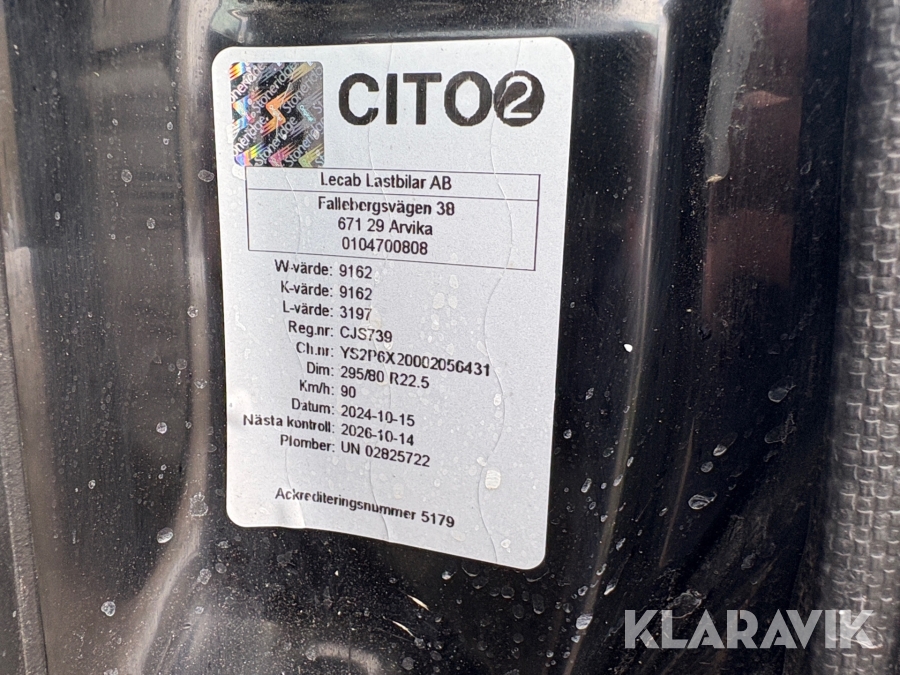 CITO2
Stoneridge
Lecab Lastbilar AB
Fallebergsvägen 38
671 29 Arvika
0104700808
W-värde: 9162
K-värde: 9162
L-värde: 3197
Reg.nr: CJS739
Ch.nr: YS2P6X20002056431
Dim: 295/80 R22.5
Km/h: 90
Datum: 2024-10-15
Nästa kontroll: 2026-10-14
Plomber: UN 02825722
Ackrediteringsnummer 5179
KLARAVIK